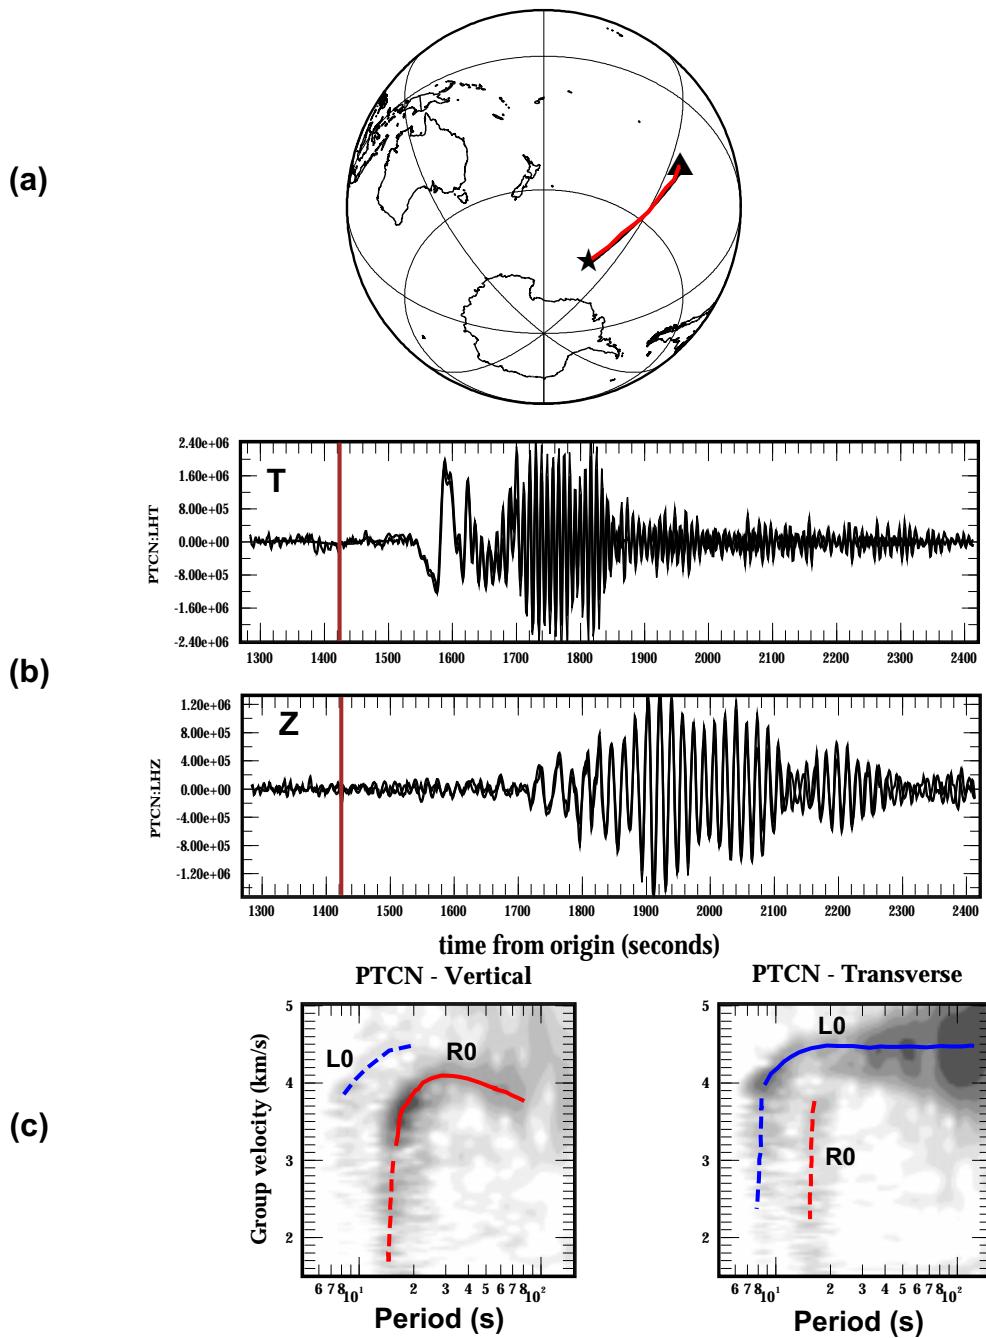 (a)
(b)
T
PTCN:LHT
2.40e+06
1.60e+06
8.00e+05
0.00e+00
-8.00e+05
-1.60e+06
-2.40e+06
1300 1400 1500 1600 1700 1800 1900 2000 2100 2200 2300 2400
Z
PTCN:LHZ
1.20e+06
8.00e+05
4.00e+05
0.00e+00
-4.00e+05
-8.00e+05
-1.20e+06
1300 1400 1500 1600 1700 1800 1900 2000 2100 2200 2300 2400
time from origin (seconds)
(c)
PTCN - Vertical
Group velocity (km/s)
5
4
3
2
L0
R0
6 7 8 10¹ 2 3 4 5 6 7 8 10²
Period (s)
PTCN - Transverse
5
4
3
2
L0
R0
6 7 8 10¹ 2 3 4 5 6 7 8 10²
Period (s)